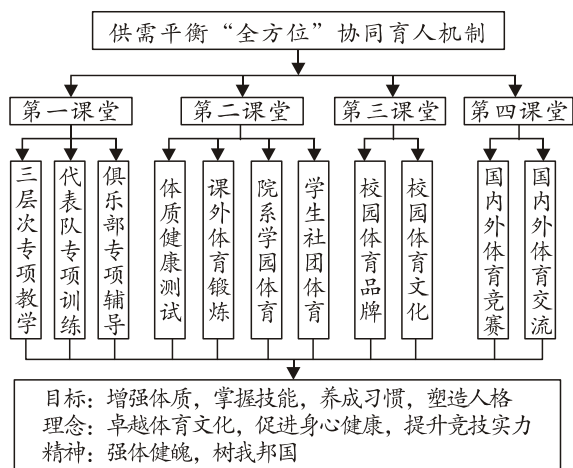 供需平衡“全方位”协同育人机制
第一课堂
第二课堂
第三课堂
第四课堂
三层次专项教学
代表队专项训练
俱乐部专项辅导
体质健康测试
课外体育锻炼
院系学园体育
学生社团体育
校园体育品牌
校园体育文化
国内外体育竞赛
国内外体育交流
目标：增强体质，掌握技能，养成习惯，塑造人格
理念：卓越体育文化，促进身心健康，提升竞技实力
精神：强体健魄，树我邦国